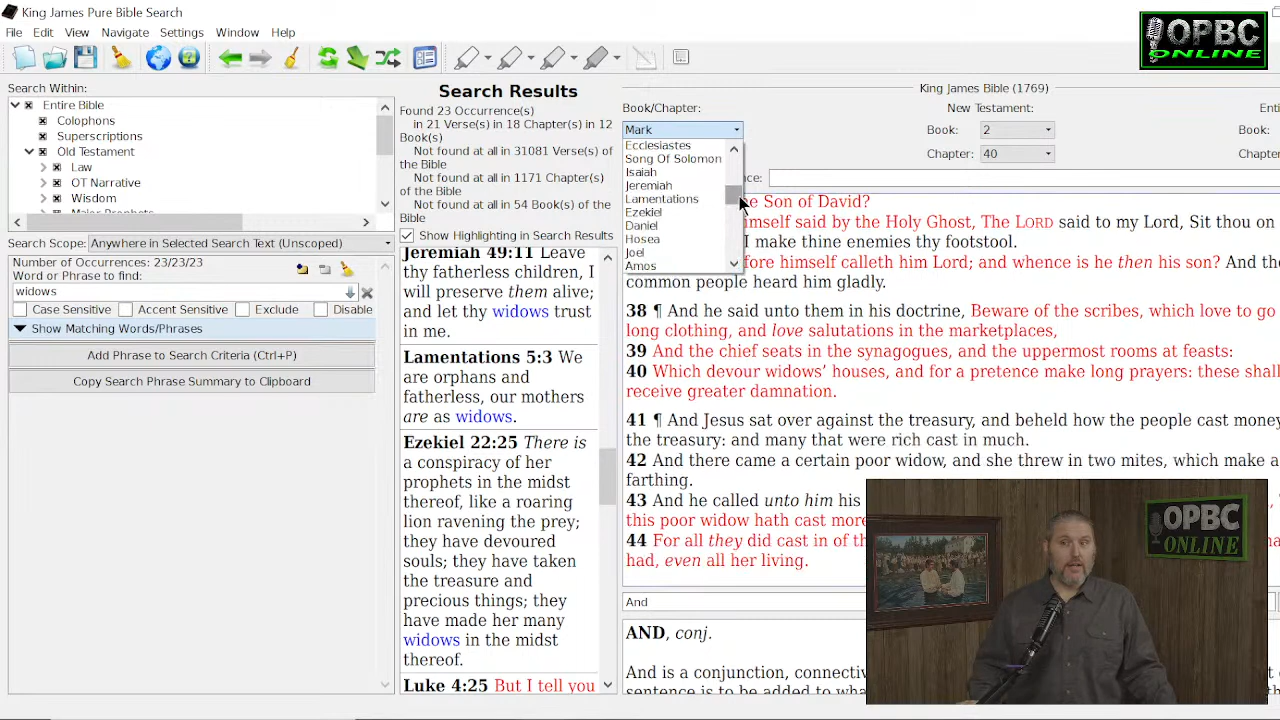 King James Pure Bible Search
OPBC
ONLINE
File Edit View Navigate Settings Window Help
Search Within:
Entire Bible
Colophons
Superscriptions
Old Testament
Law
OT Narrative
Wisdom
Search Scope: Anywhere in Selected Search Text (Unscoped)
Number of Occurrences: 23/23/23
Word or Phrase to find:
widows
Case Sensitive Accent Sensitive Exclude Disable
Show Matching Words/Phrases
Add Phrase to Search Criteria (Ctrl+P)
Copy Search Phrase Summary to Clipboard
Search Results
Found 23 Occurrence(s)
in 21 Verse(s) in 18 Chapter(s) in 12
Book(s)
Not found at all in 31081 Verse(s) of
the Bible
Not found at all in 1171 Chapter(s)
of the Bible
Not found at all in 54 Book(s) of the
Bible
Show Highlighting in Search Results
Jeremiah 49:11 Leave
thy fatherless children, I
will preserve them alive;
and let thy widows trust
in me.
Lamentations 5:3 We
are orphans and
fatherless, our mothers
are as widows.
Ezekiel 22:25 There is
a conspiracy of her
prophets in the midst
thereof, like a roaring
lion ravening the prey;
they have devoured
souls; they have taken
the treasure and
precious things; they
have made her many
widows in the midst
thereof.
Luke 4:25 But I tell you
King James Bible (1769)
Book/Chapter: New Testament:
Mark Book: 2 Book:
Chapter: 40 Chapter
Ecclesiastes
Song Of Solomon
Isaiah
Jeremiah
Lamentations
Ezekiel
Daniel
Hosea
Joel
Amos
Son of David?
said by the Holy Ghost, The LORD said to my Lord, Sit thou on
I make thine enemies thy footstool.
himself calleth him Lord; and whence is he then his son? And the
common people heard him gladly.
38 ¶ And he said unto them in his doctrine, Beware of the scribes, which love to go
long clothing, and love salutations in the marketplaces,
39 And the chief seats in the synagogues, and the uppermost rooms at feasts:
40 Which devour widows’ houses, and for a pretence make long prayers: these shall
receive greater damnation.
41 ¶ And Jesus sat over against the treasury, and beheld how the people cast money
the treasury: and many that were rich cast in much.
42 And there came a certain poor widow, and she threw in two mites, which make a
farthing.
43 And he called unto him his
this poor widow hath cast more
44 For all they did cast in of
had, even all her living.
And
AND, conj.
And is a conjunction,
sentence is to be added to
OPBC
ONLINE